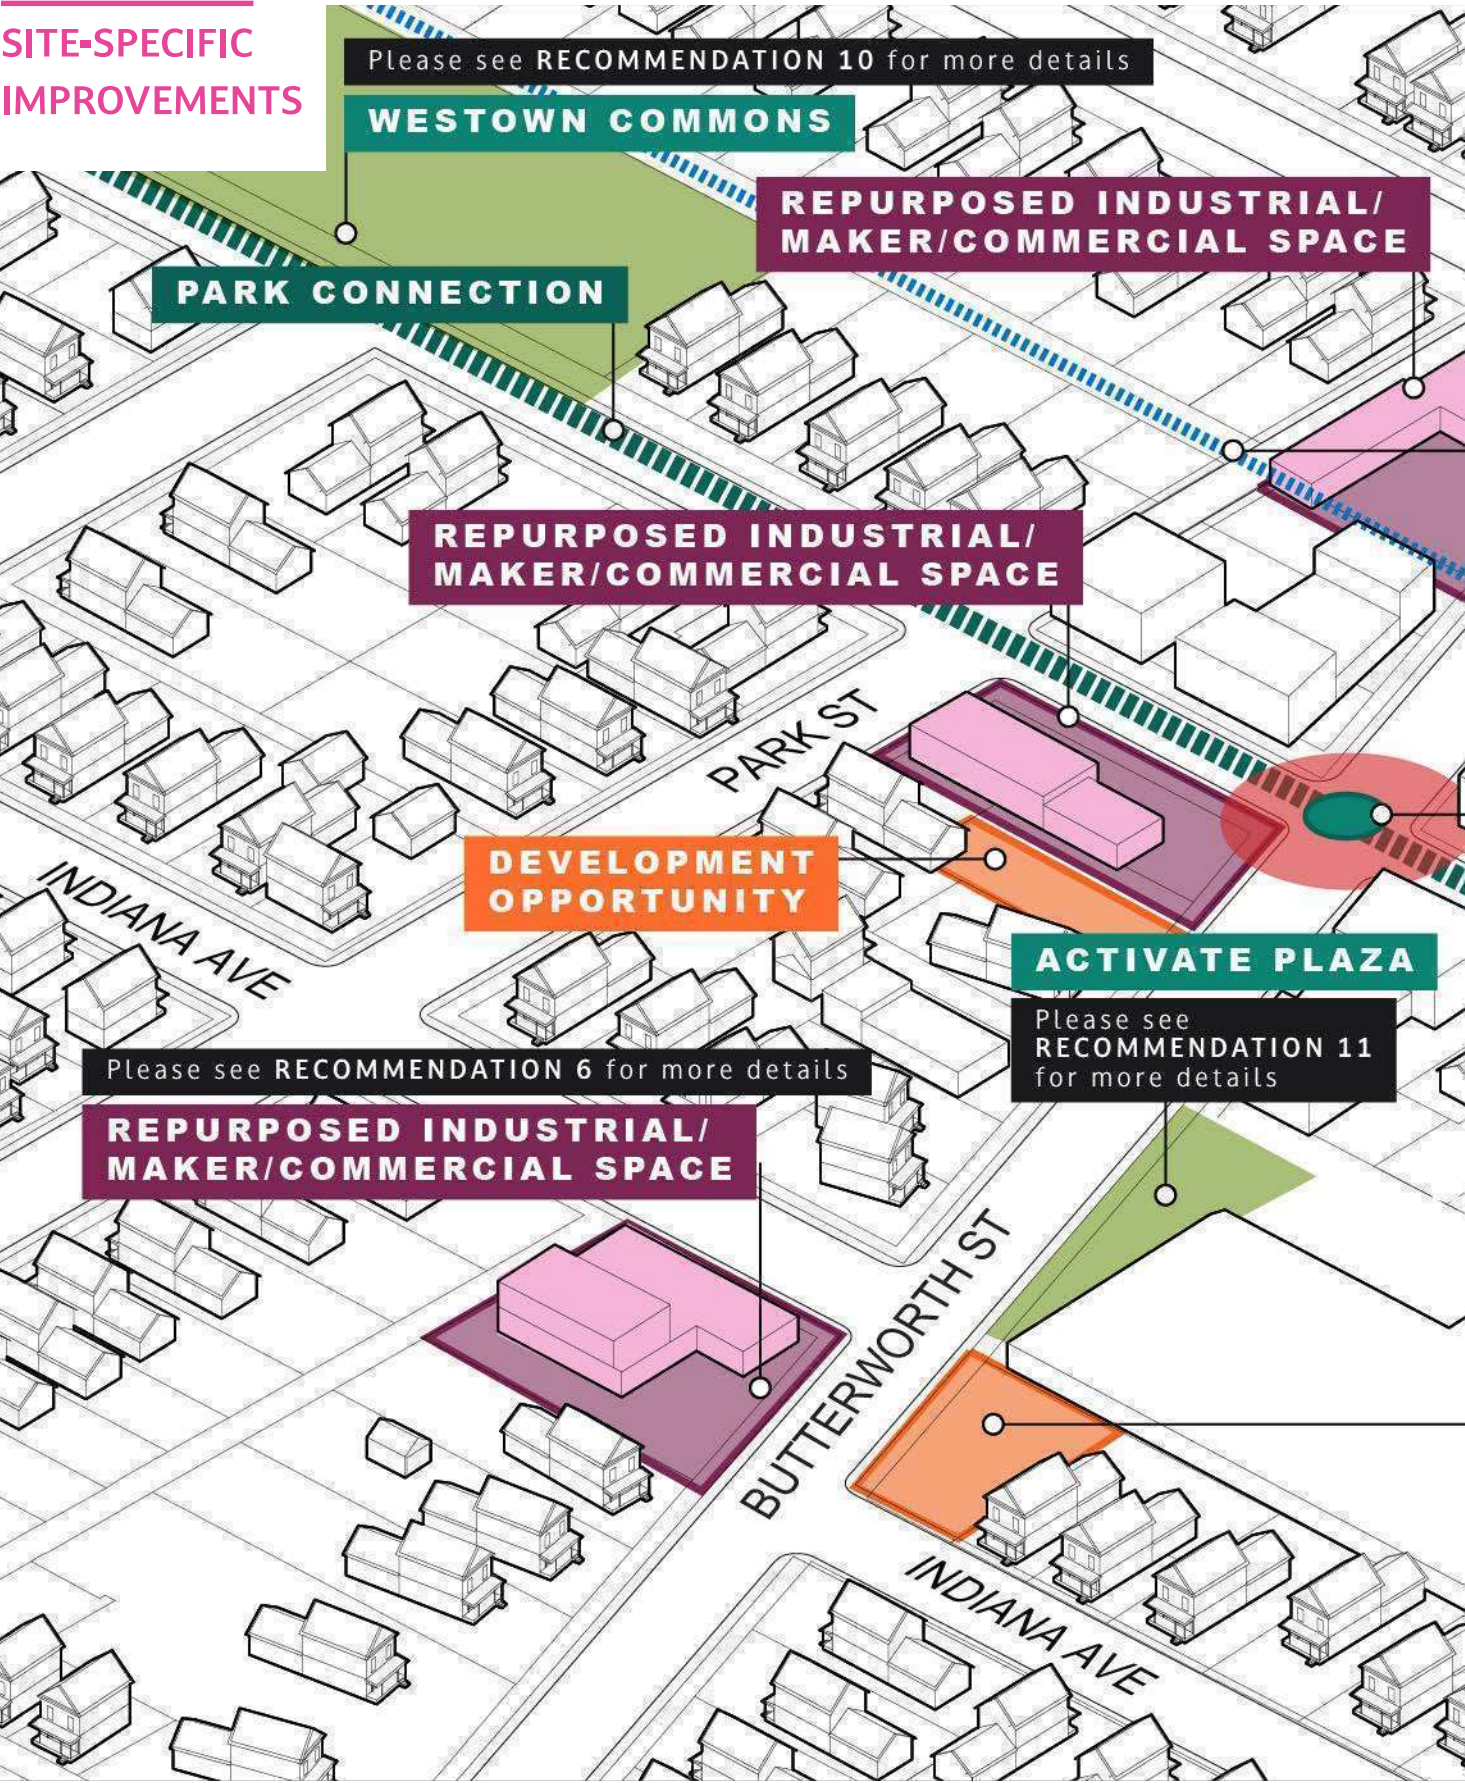 SITE-SPECIFIC
IMPROVEMENTS
Please see RECOMMENDATION 10 for more details
WESTOWN COMMONS
REPURPOSED INDUSTRIAL/
MAKER/COMMERCIAL SPACE
PARK CONNECTION
REPURPOSED INDUSTRIAL/
MAKER/COMMERCIAL SPACE
PARK ST
DEVELOPMENT
OPPORTUNITY
INDIANA AVE
ACTIVATE PLAZA
Please see
RECOMMENDATION 11
for more details
Please see RECOMMENDATION 6 for more details
REPURPOSED INDUSTRIAL/
MAKER/COMMERCIAL SPACE
BUTTERWORTH ST
INDIANA AVE